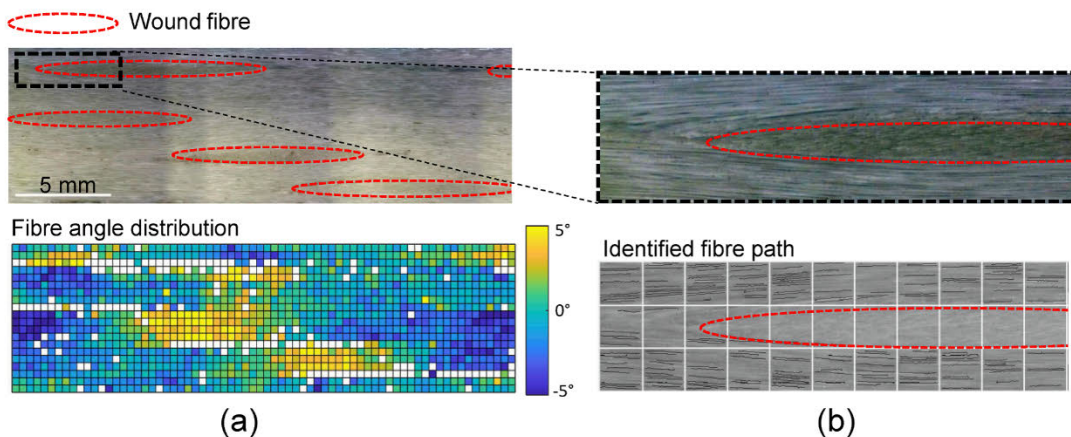 Wound fibre
5 mm
Fibre angle distribution
5°
0°
-5°
Identified fibre path
(a)
(b)